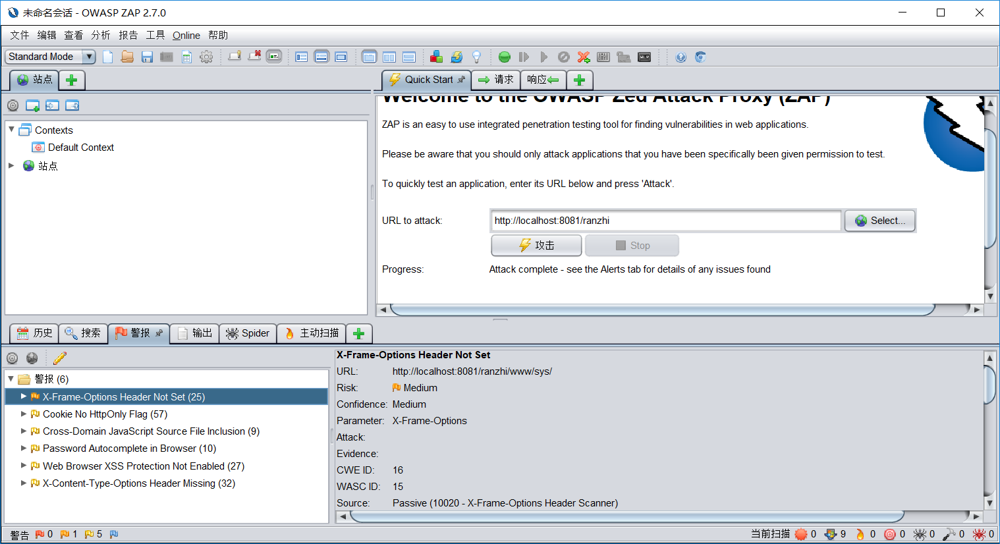 未命名会话 - OWASP ZAP 2.7.0
文件 编辑 查看 分析 报告 工具 Online 帮助
Standard Mode
站点
Quick Start 请求 响应
Contexts
Default Context
站点
Welcome to the OWASP Zed Attack Proxy (ZAP)
ZAP is an easy to use integrated penetration testing tool for finding vulnerabilities in web applications.
Please be aware that you should only attack applications that you have been specifically been given permission to test.
To quickly test an application, enter its URL below and press 'Attack'.
URL to attack: http://localhost:8081/ranzhi Select...
攻击 Stop
Progress: Attack complete - see the Alerts tab for details of any issues found
历史 搜索 警报 输出 Spider 主动扫描
警报 (6)
X-Frame-Options Header Not Set (25)
Cookie No HttpOnly Flag (57)
Cross-Domain JavaScript Source File Inclusion (9)
Password Autocomplete in Browser (10)
Web Browser XSS Protection Not Enabled (27)
X-Content-Type-Options Header Missing (32)
X-Frame-Options Header Not Set
URL: http://localhost:8081/ranzhi/www/sys/
Risk: Medium
Confidence: Medium
Parameter: X-Frame-Options
Attack:
Evidence:
CWE ID: 16
WASC ID: 15
Source: Passive (10020 - X-Frame-Options Header Scanner)
警告 0 1 5
当前扫描 0 9 0 0 0 0 0